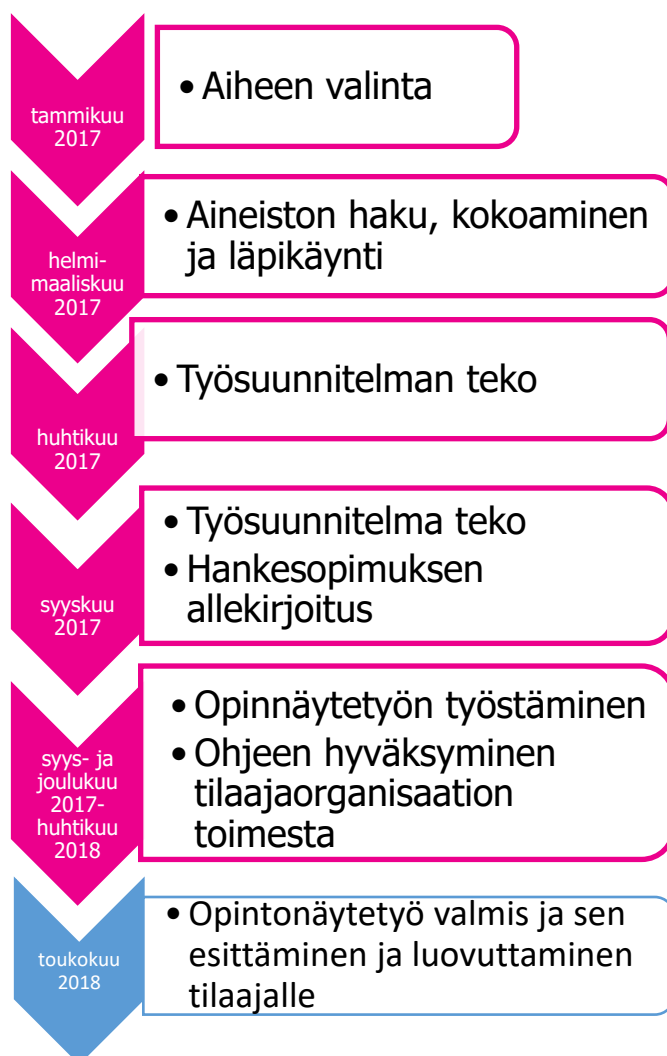 tammikuu
2017
• Aiheen valinta
helmi-
maaliskuu
2017
• Aineiston haku, kokoaminen
ja läpikäynti
huhtikuu
2017
• Työsuunnitelman teko
syyskuu
2017
• Työsuunnitelma teko
• Hankesopimuksen
allekirjoitus
syys- ja
joulukuu
2017-
huhtikuu
2018
• Opinnäytetyön työstäminen
• Ohjeen hyväksyminen
tilaajaorganisaation
toimesta
toukokuu
2018
• Opintonäytetyö valmis ja sen
esittäminen ja luovuttaminen
tilaajalle